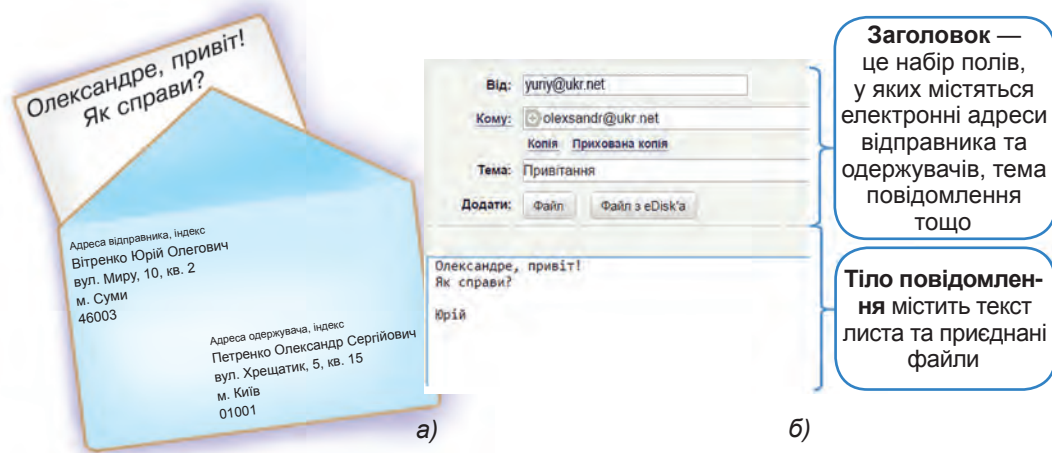 Олександре, привіт!
Як справи?
Адреса відправника, індекс
Вітренко Юрій Олегович
вул. Миру, 10, кв. 2
м. Суми
46003
Адреса одержувача, індекс
Петренко Олександр Сергійович
вул. Хрещатик, 5, кв. 15
м. Київ
01001
а)
Від: yuriy@ukr.net
Кому: olexsandr@ukr.net
Копія Прихована копія
Тема: Привітання
Додати: Файл Файл з eDisk'a
Олександре, привіт!
Як справи?
Юрій
б)
Заголовок —
це набір полів,
у яких містяться
електронні адреси
відправника та
одержувачів, тема
повідомлення
тощо
Тіло повідомлен-
ня містить текст
листа та приєднані
файли